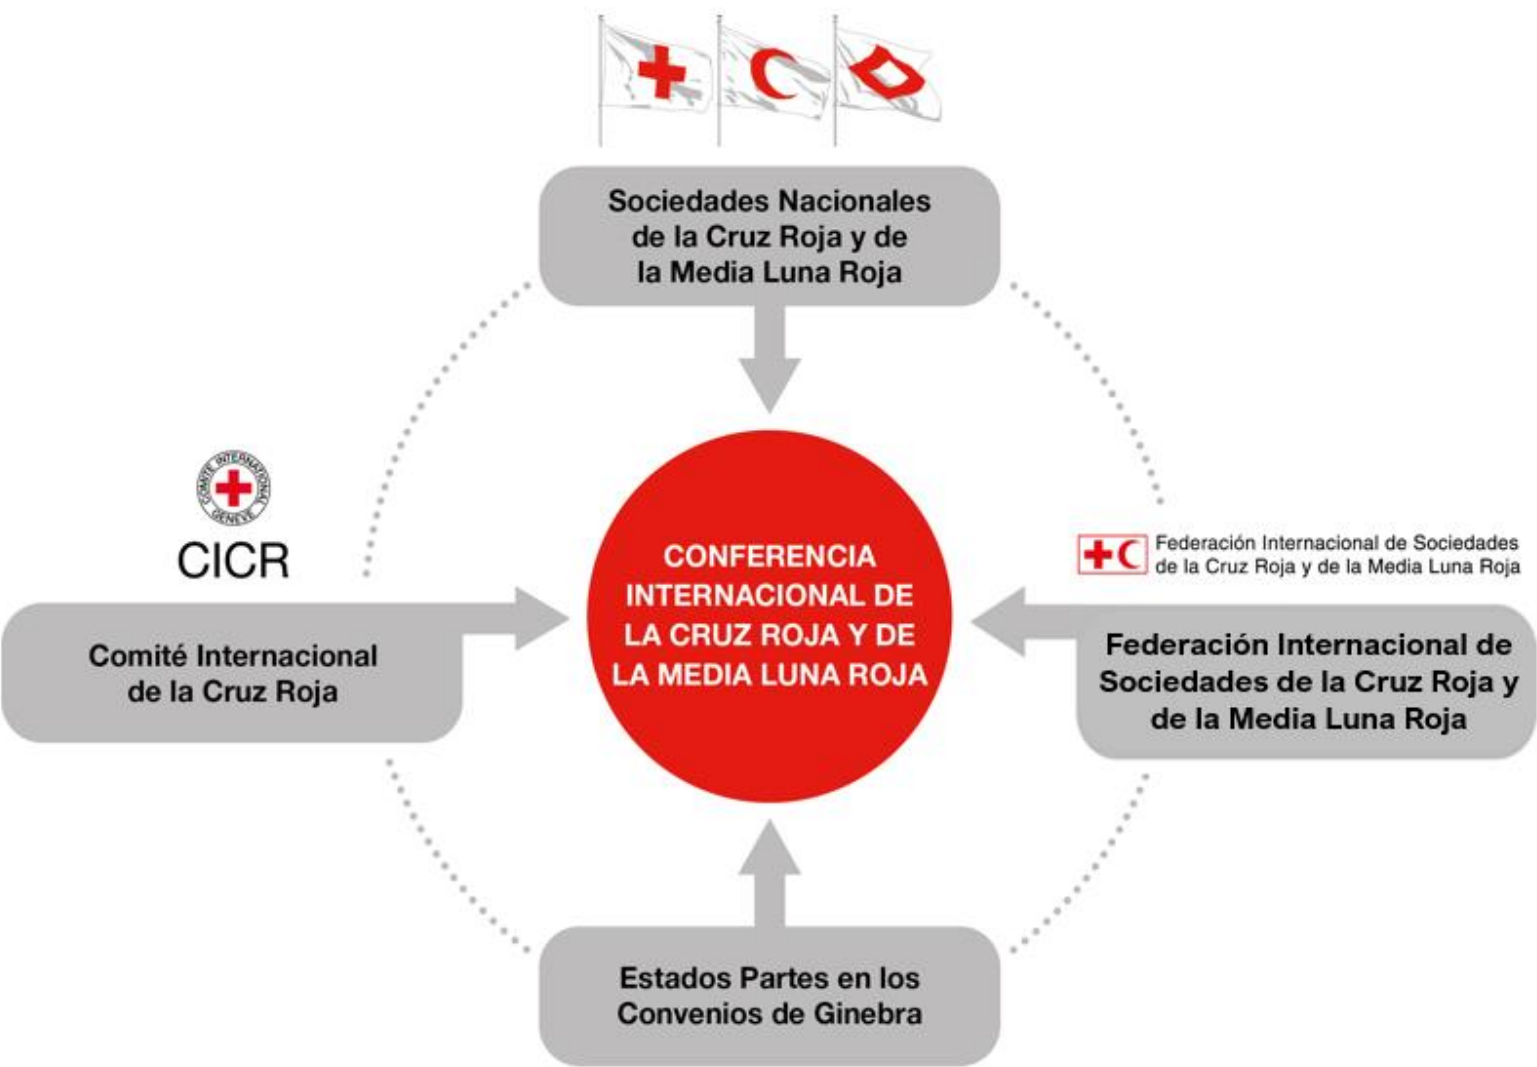 Sociedades Nacionales
de la Cruz Roja y de
la Media Luna Roja
COMITÉ INTERNATIONAL
GENÈVE
CICR
Comité Internacional
de la Cruz Roja
CONFERENCIA
INTERNACIONAL DE
LA CRUZ ROJA Y DE
LA MEDIA LUNA ROJA
Federación Internacional de Sociedades
de la Cruz Roja y de la Media Luna Roja
Federación Internacional de
Sociedades de la Cruz Roja y
de la Media Luna Roja
Estados Partes en los
Convenios de Ginebra